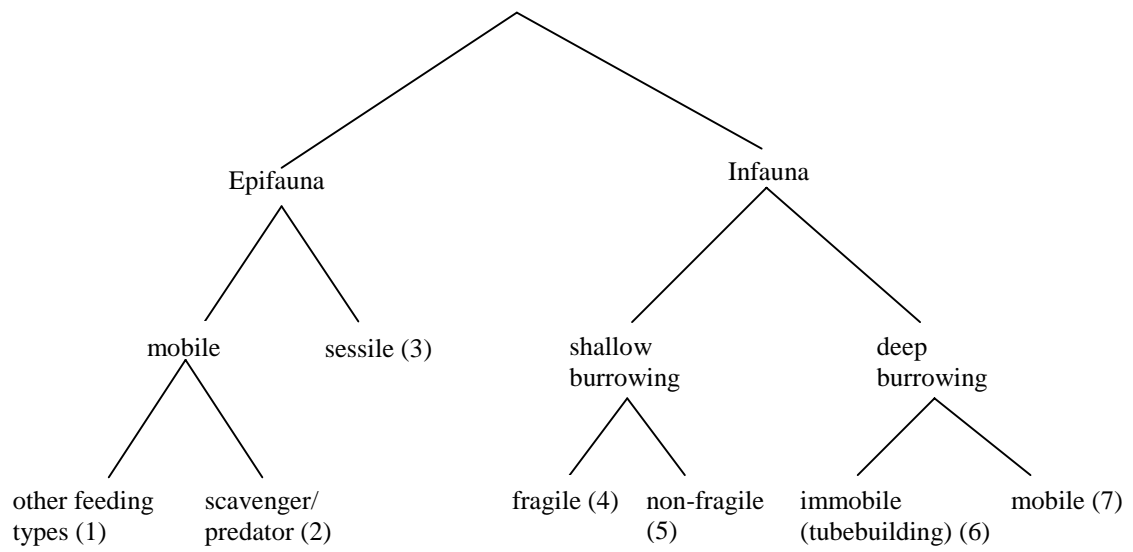 Epifauna
Infauna
mobile
sessile (3)
shallow
burrowing
deep
burrowing
other feeding
types (1)
scavenger/
predator (2)
fragile (4)
non-fragile
(5)
immobile
(tubebuilding) (6)
mobile (7)